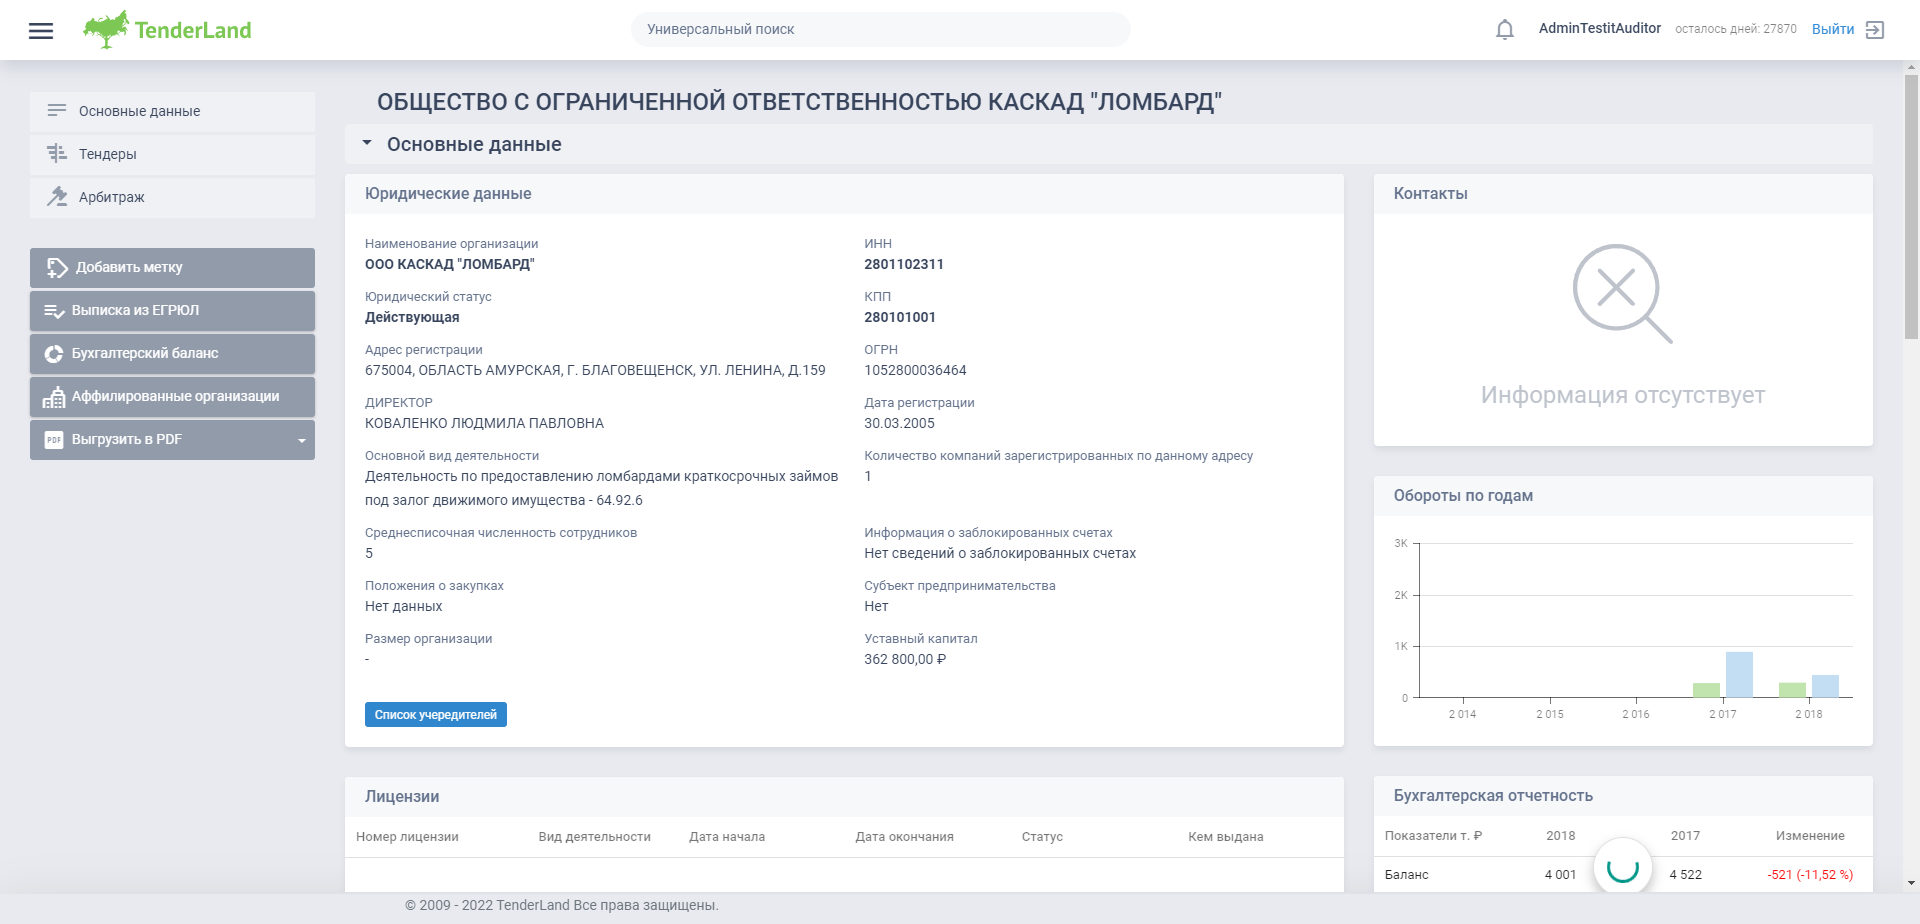 TenderLand
Универсальный поиск
AdminTestitAuditor
осталось дней: 27870
Выйти
Основные данные
Тендеры
Арбитраж
Добавить метку
Выписка из ЕГРЮЛ
Бухгалтерский баланс
Аффилированные организации
PDF Выгрузить в PDF
ОБЩЕСТВО С ОГРАНИЧЕННОЙ ОТВЕТСТВЕННОСТЬЮ КАСКАД "ЛОМБАРД"
Основные данные
Юридические данные
Наименование организации
ООО КАСКАД "ЛОМБАРД"
ИНН
2801102311
Юридический статус
Действующая
КПП
280101001
Адрес регистрации
675004, ОБЛАСТЬ АМУРСКАЯ, Г. БЛАГОВЕЩЕНСК, УЛ. ЛЕНИНА, Д.159
ОГРН
1052800036464
ДИРЕКТОР
КОВАЛЕНКО ЛЮДМИЛА ПАВЛОВНА
Дата регистрации
30.03.2005
Основной вид деятельности
Деятельность по предоставлению ломбардами краткосрочных займов
под залог движимого имущества - 64.92.6
Количество компаний зарегистрированных по данному адресу
1
Среднесписочная численность сотрудников
5
Информация о заблокированных счетах
Нет сведений о заблокированных счетах
Положения о закупках
Нет данных
Субъект предпринимательства
Нет
Размер организации
-
Уставный капитал
362 800,00 ₽
Список учередителей
Контакты
Информация отсутствует
Обороты по годам
3K
2K
1K
0
2 014 2 015 2 016 2 017 2 018
Лицензии
Номер лицензии Вид деятельности Дата начала Дата окончания Статус Кем выдана
Бухгалтерская отчетность
Показатели т. ₽ 2018 2017 Изменение
Баланс 4 001 4 522 -521 (-11,52 %)
© 2009 - 2022 TenderLand Все права защищены.